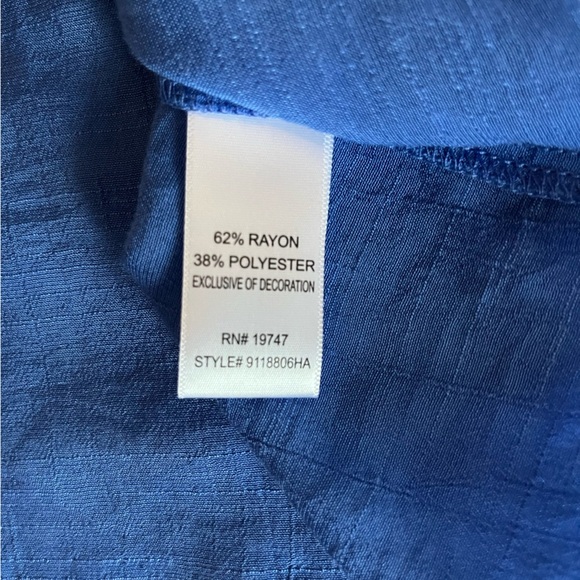 62% RAYON
38% POLYESTER
EXCLUSIVE OF DECORATION
RN# 19747
STYLE# 9118806HA